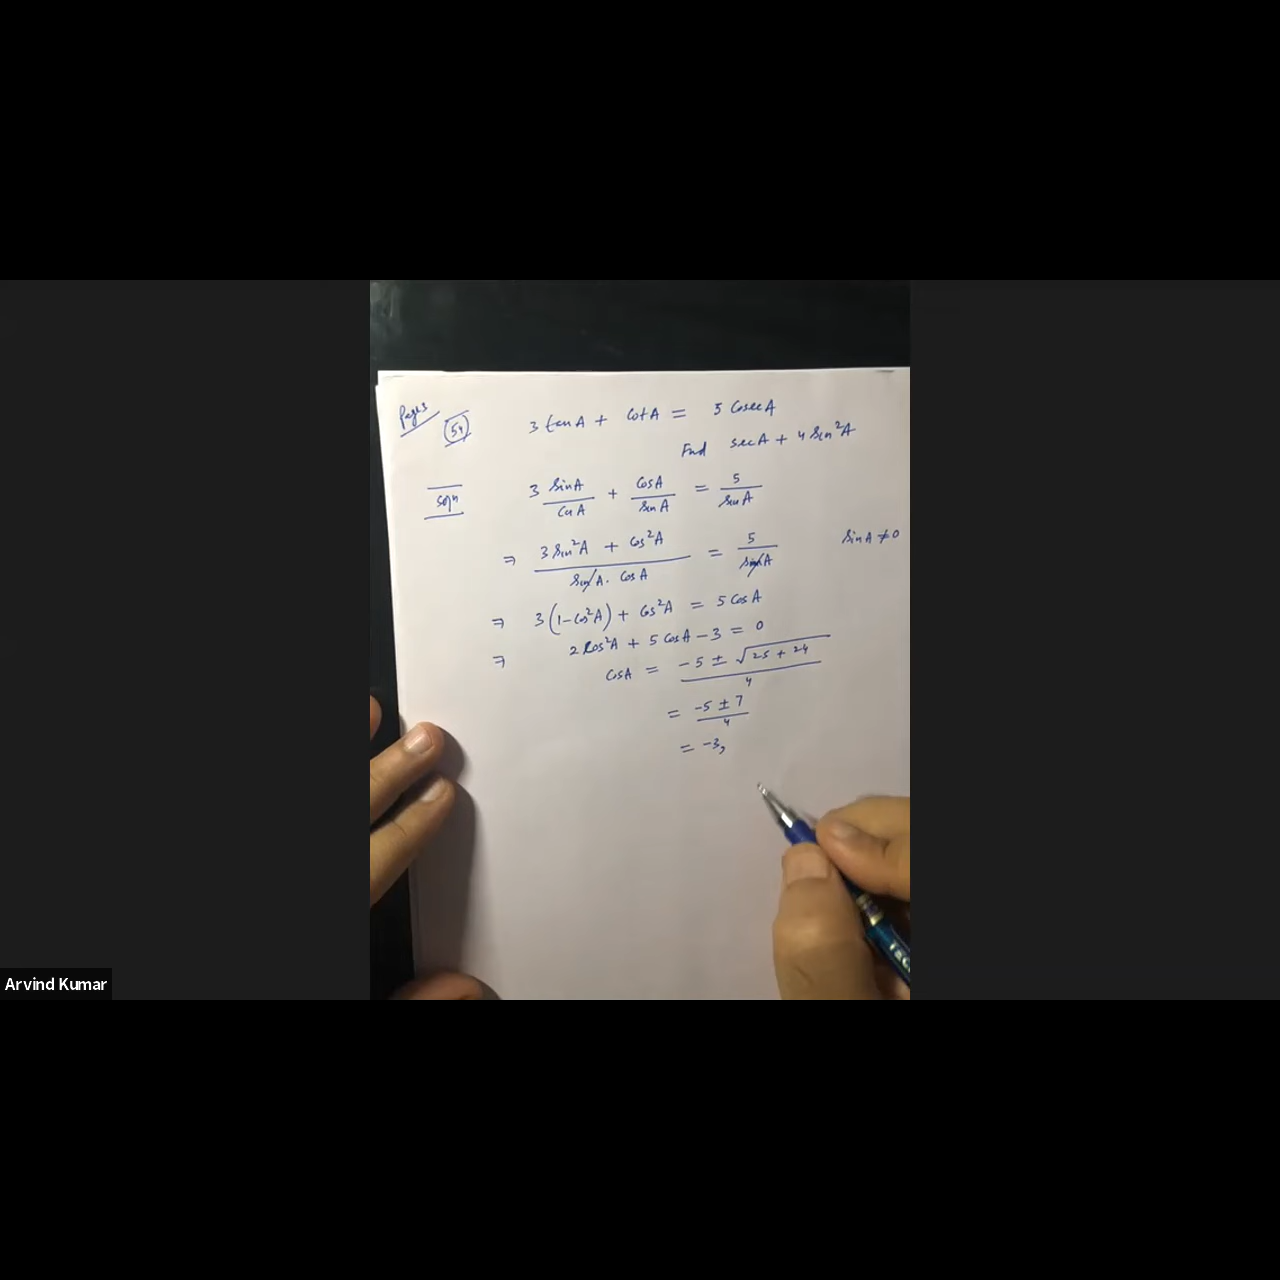 Pages
54
3 tan A + cot A = 5 cosec A
Find sec A + 4 sin²A
Soln
3 sin A / cos A + cos A / sin A = 5 / sin A
⇒ (3 sin²A + cos²A) / (sin A . cos A) = 5 / sin A
sin A ≠ 0
⇒ 3(1 - cos²A) + cos²A = 5 cos A
⇒ 2 cos²A + 5 cos A - 3 = 0
cos A = (-5 ± √(25 + 24)) / 4
= (-5 ± 7) / 4
= -3,
Arvind Kumar